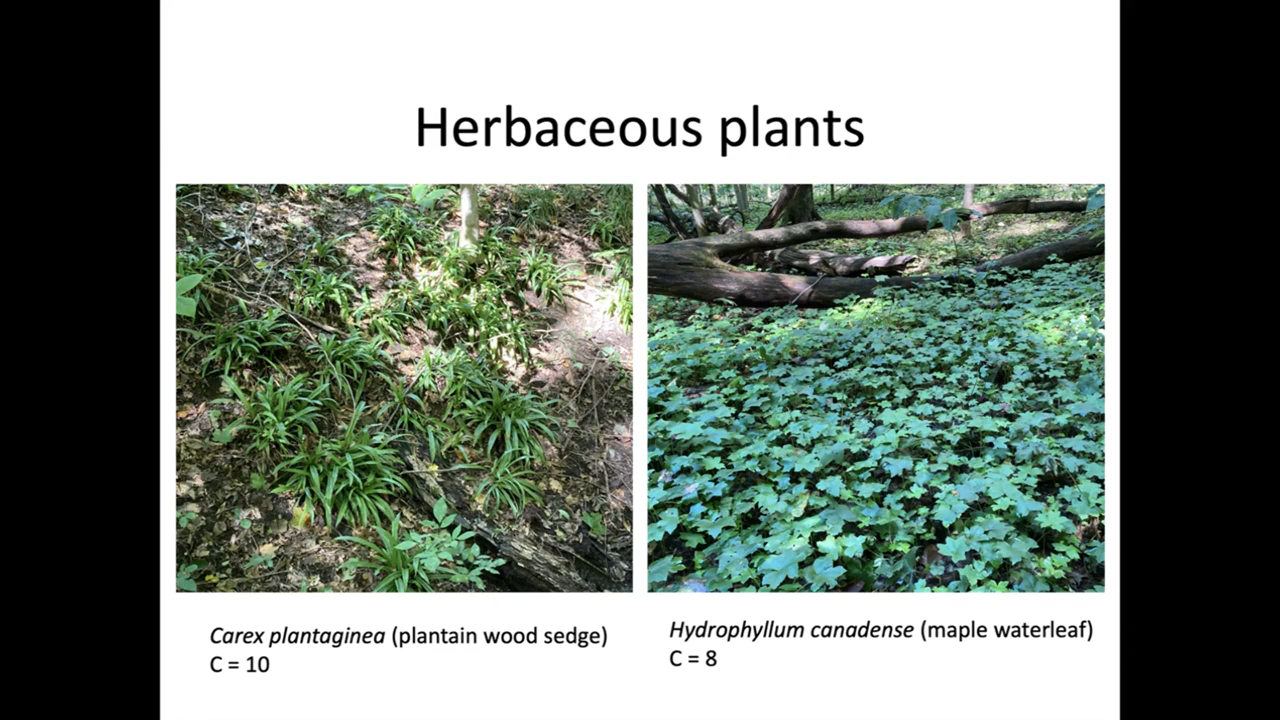 Herbaceous plants
Carex plantaginea (plantain wood sedge)
C = 10
Hydrophyllum canadense (maple waterleaf)
C = 8